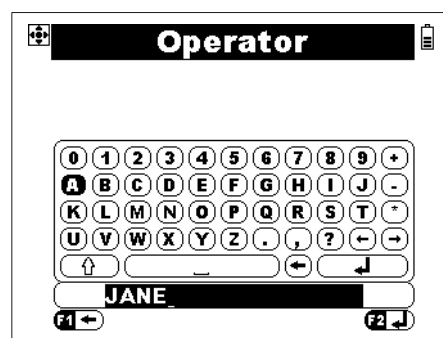 Operator
0 1 2 3 4 5 6 7 8 9 +
A B C D E F G H I J -
K L M N O P Q R S T *
U V W X Y Z . , ? ← →
⇧ ⎵ ← ↵
JANE_
F1 ← F2 ↵